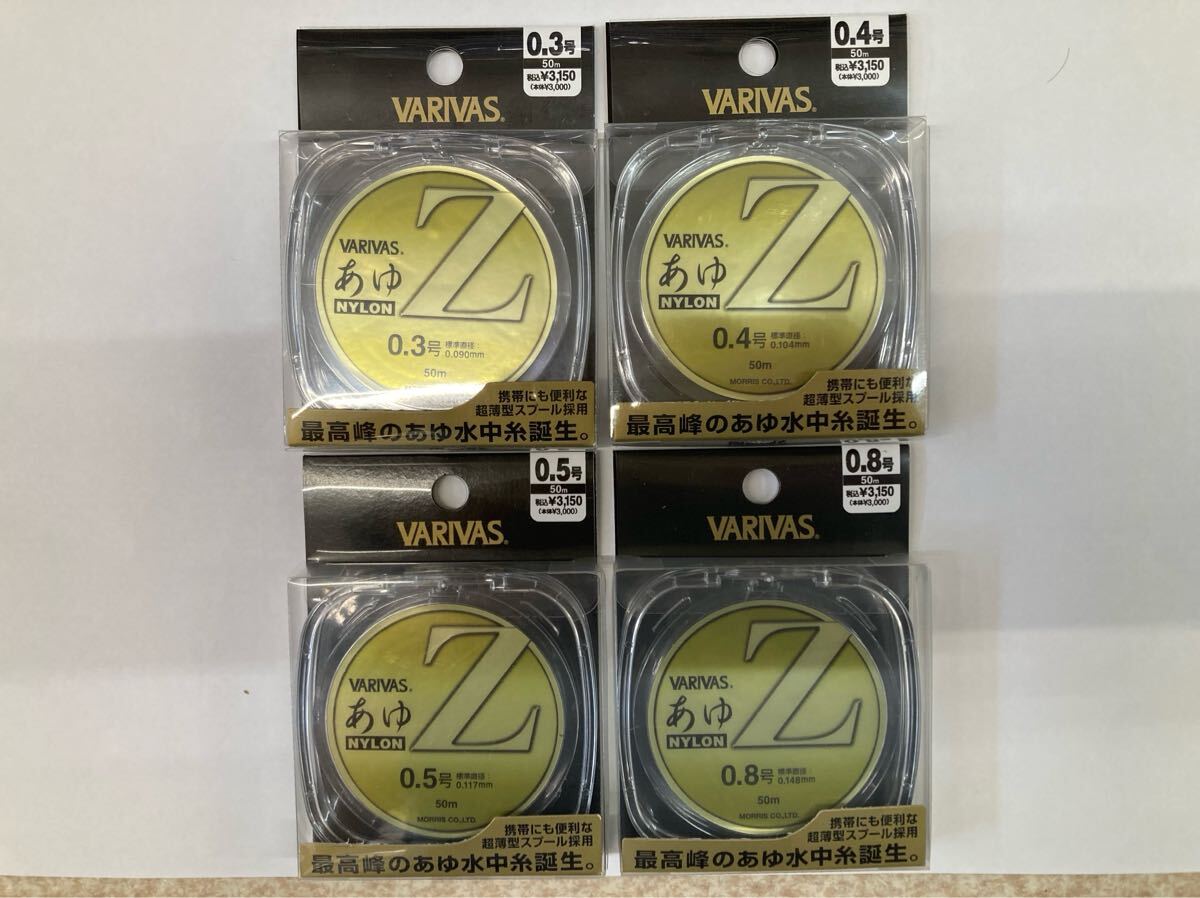 0.3号
50m
税込¥3,150
(本体¥3,000)
VARIVAS®
VARIVAS®
あゆ
NYLON
Z
0.3号 標準直径:
0.090mm
50m
携帯にも便利な
超薄型スプール採用
最高峰のあゆ水中糸誕生。
0.4号
50m
税込¥3,150
(本体¥3,000)
VARIVAS®
VARIVAS®
あゆ
NYLON
Z
0.4号 標準直径:
0.104mm
50m
MORRIS CO.,LTD.
携帯にも便利な
超薄型スプール採用
最高峰のあゆ水中糸誕生。
0.5号
50m
税込¥3,150
(本体¥3,000)
VARIVAS®
VARIVAS®
あゆ
NYLON
Z
0.5号 標準直径:
0.117mm
50m
MORRIS CO.,LTD.
携帯にも便利な
超薄型スプール採用
最高峰のあゆ水中糸誕生。
0.8号
50m
税込¥3,150
(本体¥3,000)
VARIVAS®
VARIVAS®
あゆ
NYLON
Z
0.8号 標準直径:
0.148mm
50m
MORRIS CO.,LTD.
携帯にも便利な
超薄型スプール採用
最高峰のあゆ水中糸誕生。